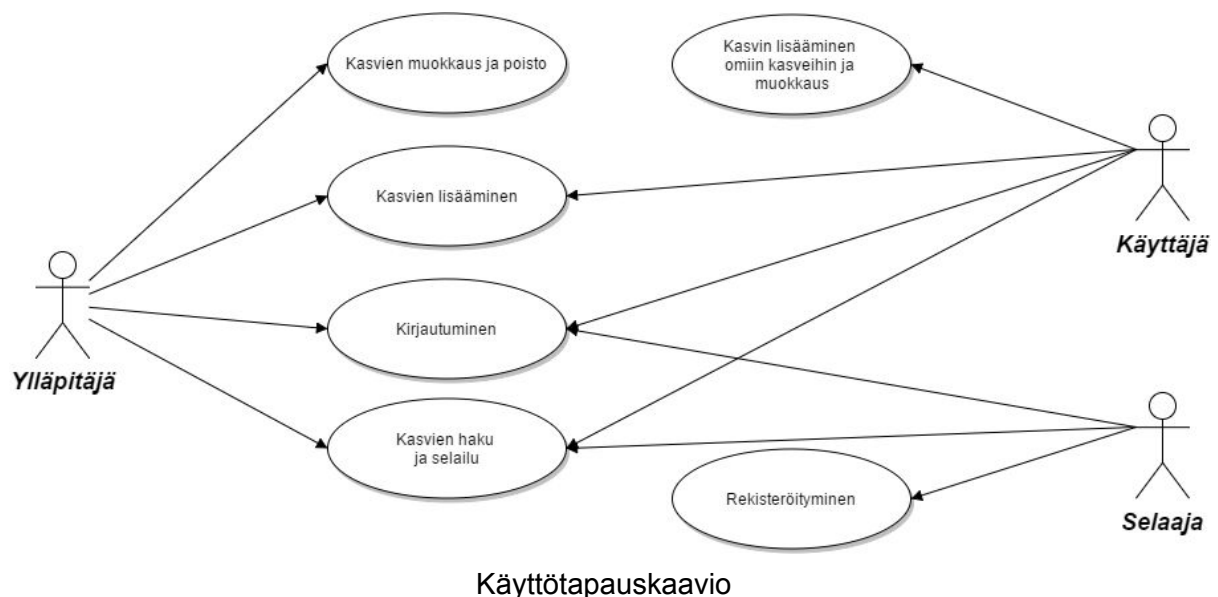 Kasvien muokkaus ja poisto
Kasvin lisääminen
omiin kasveihin ja
muokkaus
Kasvien lisääminen
Käyttäjä
Kirjautuminen
Ylläpitäjä
Kasvien haku
ja selailu
Rekisteröityminen
Selaaja
Käyttötapauskaavio